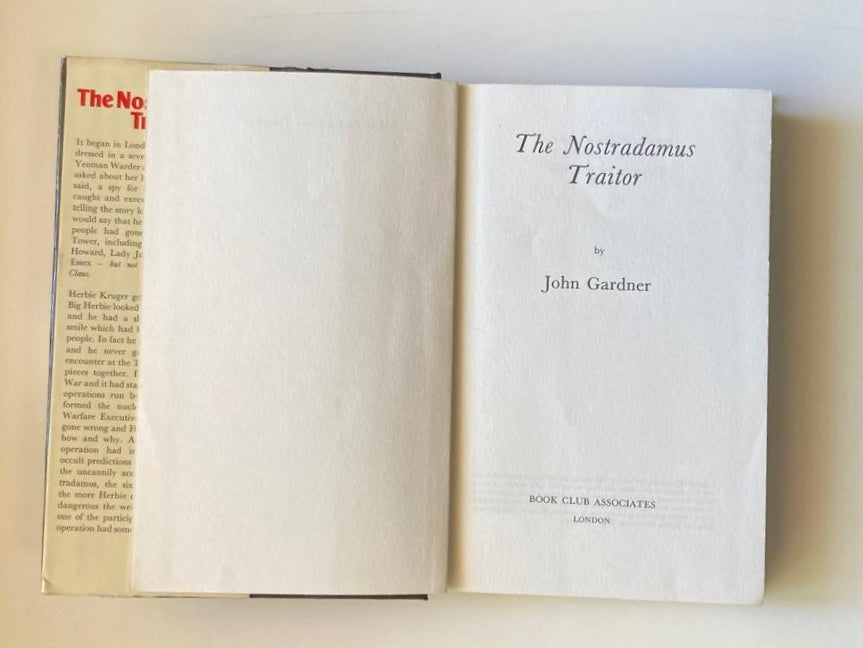 The Nos
Tr
It began in Lond
dressed in a seve
Yeoman Warder
asked about her h
said, a spy for
caught and exec
telling the story
would say that he
people had gone
Tower, including
Howard, Lady J
Essex – but not
Claus.
Herbie Kruger
Big Herbie looked
and he had a
smile which had
people. In fact he
and he never
encounter at the T
pieces together.
War and it had sta
operations run b
formed the nucl
Warfare Executiv
gone wrong and H
how and why. A
operation had
occult predictions
the uncannily acc
tradamus, the six
the more Herbie
dangerous the we
one of the particip
operation had som
The Nostradamus
Traitor
by
John Gardner
BOOK CLUB ASSOCIATES
LONDON